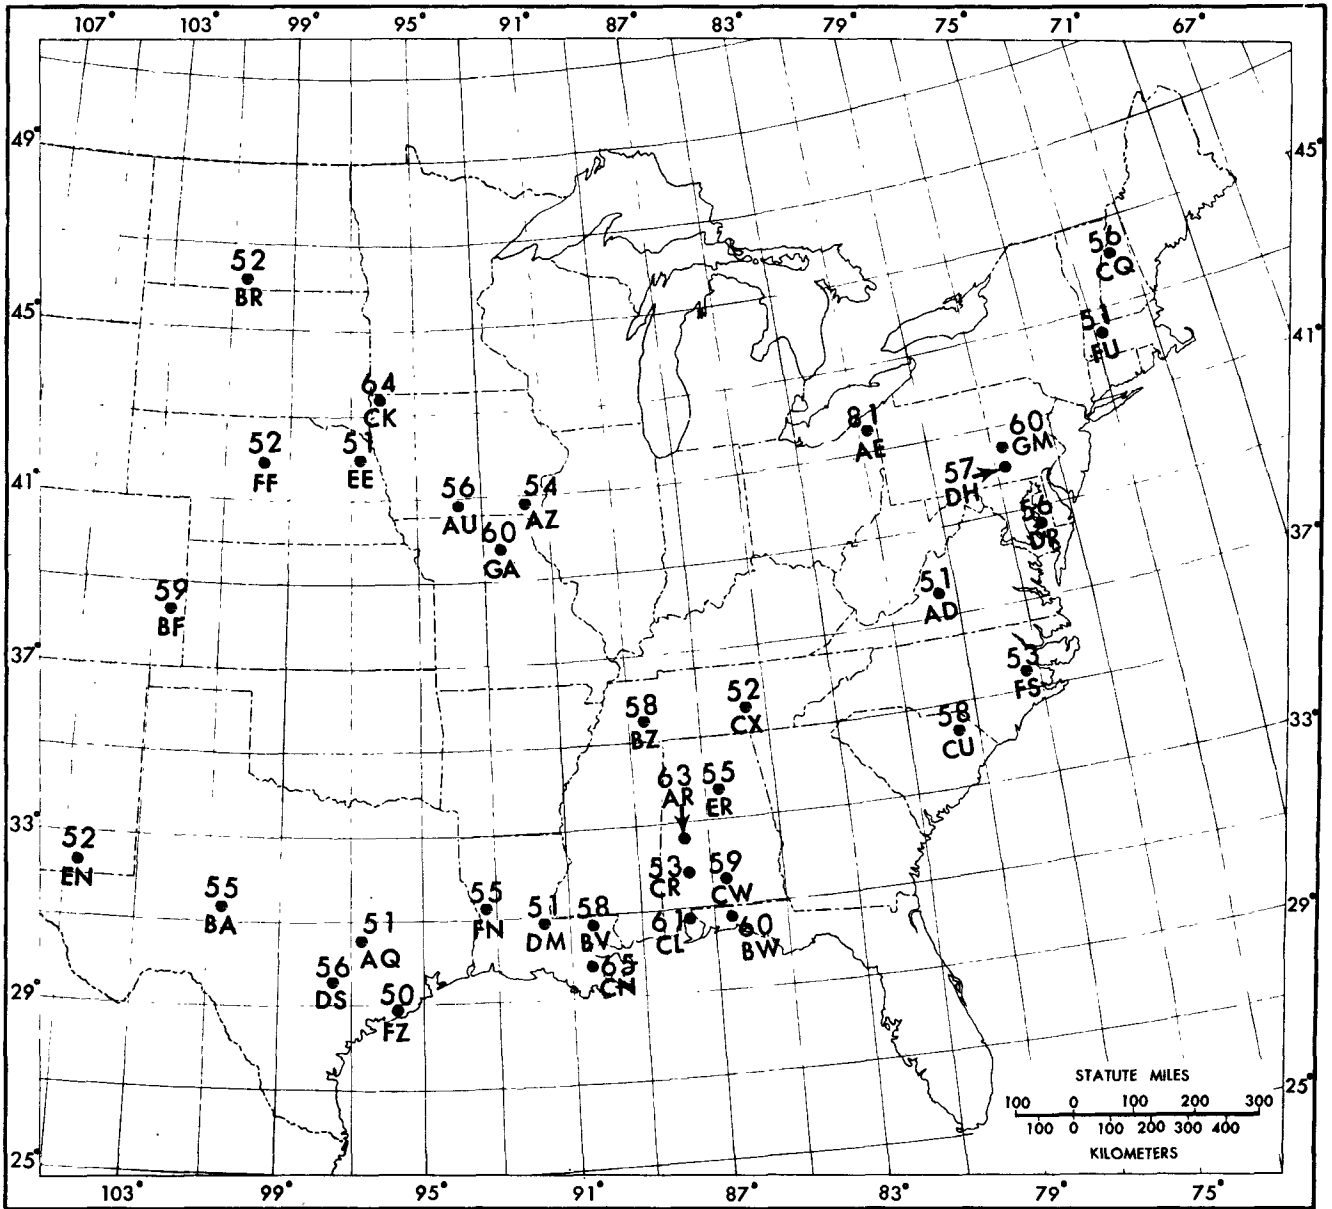 107° 103° 99° 95° 91° 87° 83° 79° 75° 71° 67°
49°
45°
56
CQ
52
BR
45°
51
FU
41°
64
CK
81
AE
60
GM
52
FF
51
EE
57
DH
41°
56
AU
54
AZ
56
DR
37°
60
GA
59
BF
51
AD
37°
53
FS
58
BZ
52
CX
58
CU
33°
63
AR
55
ER
33°
52
EN
53
CR
59
CW
55
BA
55
FN
51
DM
58
BV
61
CL
60
BW
29°
51
AQ
65
CN
56
DS
50
FZ
29°
STATUTE MILES
100 0 100 200 300
100 0 100 200 300 400
KILOMETERS
25°
25°
103° 99° 95° 91° 87° 83° 79° 75°